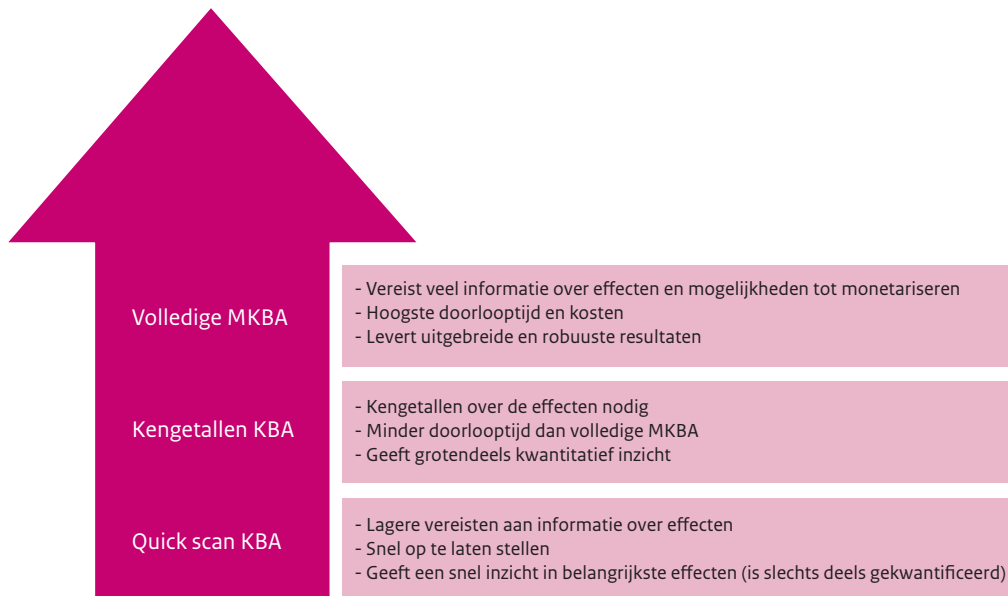 Volledige MKBA
- Vereist veel informatie over effecten en mogelijkheden tot monetariseren
- Hoogste doorlooptijd en kosten
- Levert uitgebreide en robuuste resultaten
Kengetallen KBA
- Kengetallen over de effecten nodig
- Minder doorlooptijd dan volledige MKBA
- Geeft grotendeels kwantitatief inzicht
Quick scan KBA
- Lagere vereisten aan informatie over effecten
- Snel op te laten stellen
- Geeft een snel inzicht in belangrijkste effecten (is slechts deels gekwantificeerd)